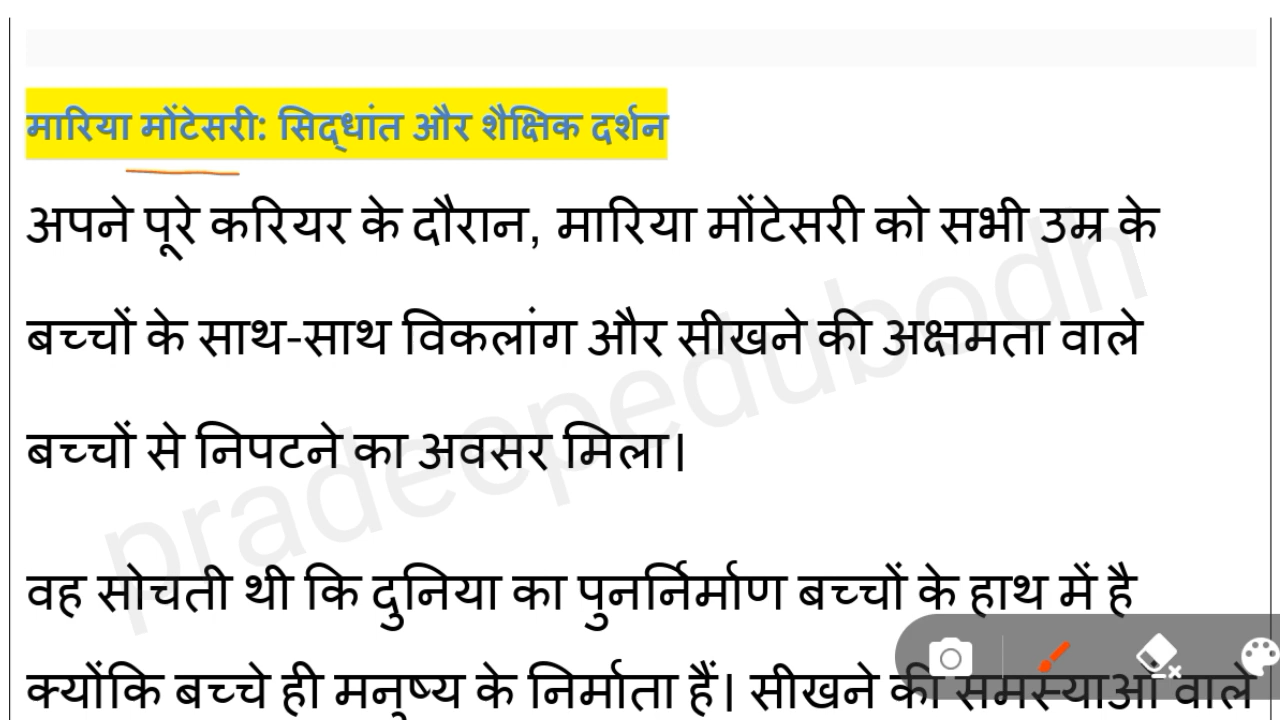 मारिया मोंटेसरी: सिद्धांत और शैक्षिक दर्शन
अपने पूरे करियर के दौरान, मारिया मोंटेसरी को सभी उम्र के
बच्चों के साथ-साथ विकलांग और सीखने की अक्षमता वाले
बच्चों से निपटने का अवसर मिला।
वह सोचती थी कि दुनिया का पुनर्निर्माण बच्चों के हाथ में है
क्योंकि बच्चे ही मनुष्य के निर्माता हैं। सीखने की समस्याओं वाले
pradeepedubodh